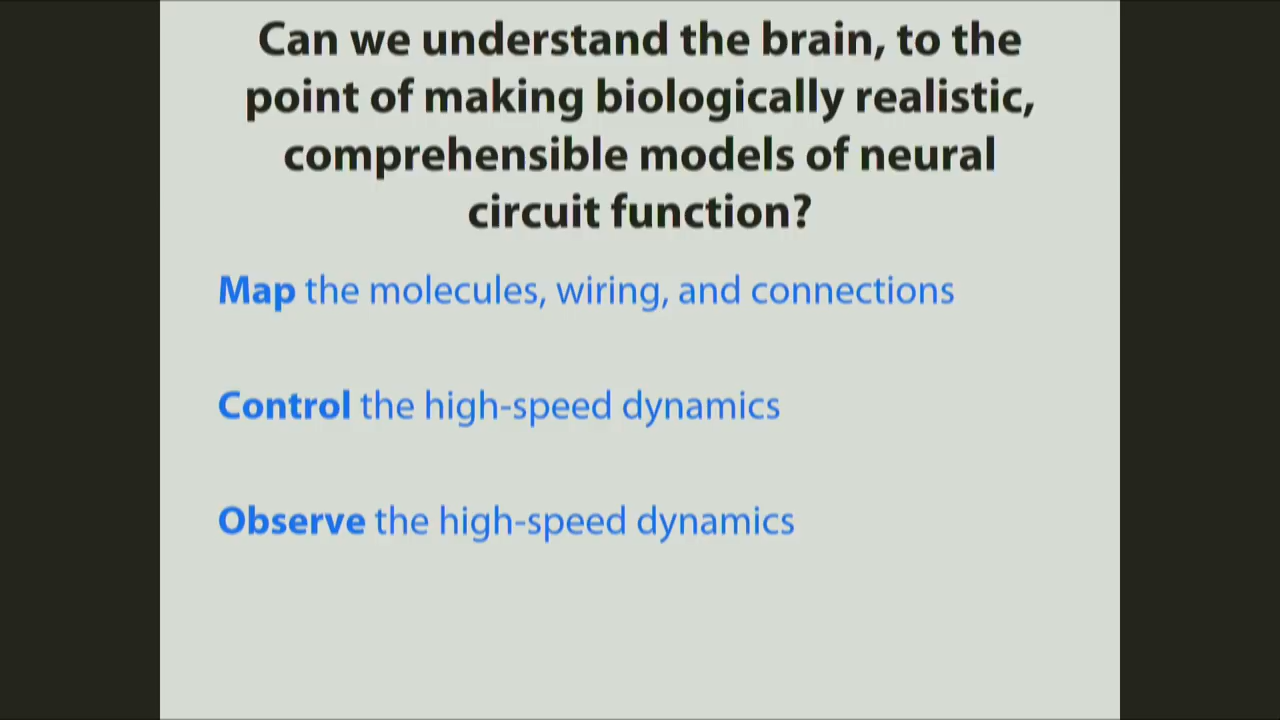 Can we understand the brain, to the
point of making biologically realistic,
comprehensible models of neural
circuit function?
Map the molecules, wiring, and connections
Control the high-speed dynamics
Observe the high-speed dynamics